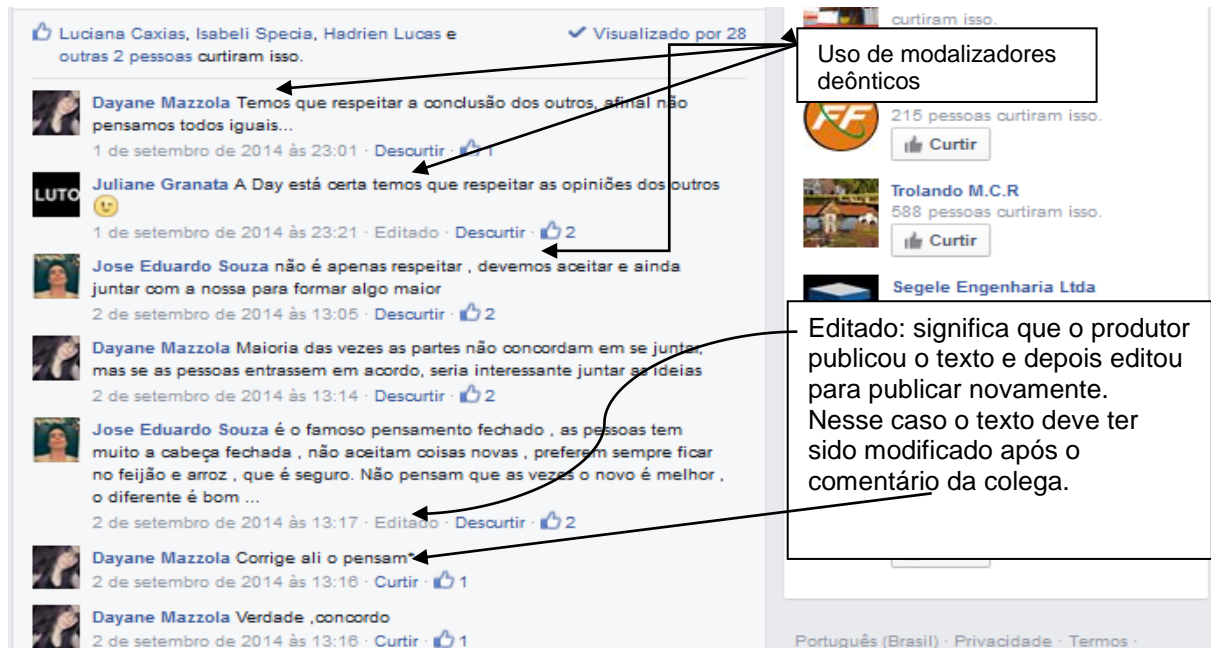 Luciana Caxias, Isabeli Specia, Hadrien Lucas e
outras 2 pessoas curtiram isso.
Visualizado por 28
Dayane Mazzola Temos que respeitar a conclusão dos outros, afinal não
pensamos todos iguais...
1 de setembro de 2014 às 23:01 · Descurtir · 1
LUTO
Juliane Granata A Day está certa temos que respeitar as opiniões dos outros
1 de setembro de 2014 às 23:21 · Editado · Descurtir · 2
Jose Eduardo Souza não é apenas respeitar , devemos aceitar e ainda
juntar com a nossa para formar algo maior
2 de setembro de 2014 às 13:05 · Descurtir · 2
Dayane Mazzola Maioria das vezes as partes não concordam em se juntar,
mas se as pessoas entrassem em acordo, seria interessante juntar as ideias
2 de setembro de 2014 às 13:14 · Descurtir · 2
Jose Eduardo Souza é o famoso pensamento fechado , as pessoas tem
muito a cabeça fechada , não aceitam coisas novas , preferem sempre ficar
no feijão e arroz , que é seguro. Não pensam que as vezes o novo é melhor ,
o diferente é bom ...
2 de setembro de 2014 às 13:17 · Editado · Descurtir · 2
Dayane Mazzola Corrige ali o pensam*
2 de setembro de 2014 às 13:16 · Curtir · 1
Dayane Mazzola Verdade ,concordo
2 de setembro de 2014 às 13:16 · Curtir · 1
curtiram isso.
Uso de modalizadores
deônticos
FF
215 pessoas curtiram isso.
Curtir
Trolando M.C.R
588 pessoas curtiram isso.
Curtir
Segele Engenharia Ltda
Editado: significa que o produtor
publicou o texto e depois editou
para publicar novamente.
Nesse caso o texto deve ter
sido modificado após o
comentário da colega.
Português (Brasil) · Privacidade · Termos ·